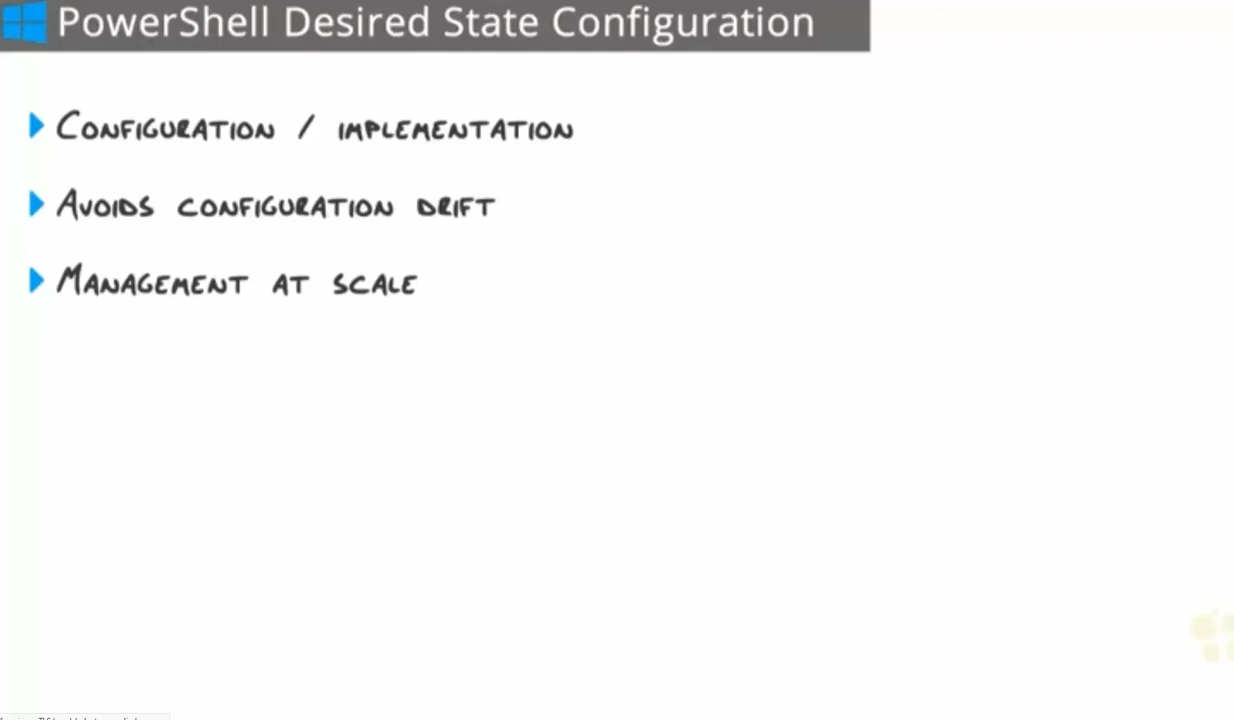 PowerShell Desired State Configuration
Configuration / implementation
Avoids configuration drift
Management at scale